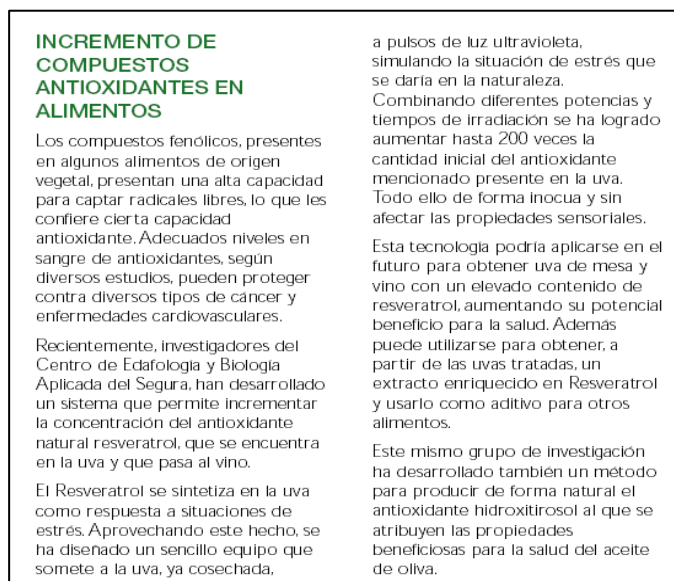 INCREMENTO DE
COMPUESTOS
ANTIOXIDANTES EN
ALIMENTOS
Los compuestos fenólicos, presentes
en algunos alimentos de origen
vegetal, presentan una alta capacidad
para captar radicales libres, lo que les
confiere cierta capacidad
antioxidante. Adecuados niveles en
sangre de antioxidantes, según
diversos estudios, pueden proteger
contra diversos tipos de cáncer y
enfermedades cardiovasculares.
Recientemente, investigadores del
Centro de Edafología y Biología
Aplicada del Segura, han desarrollado
un sistema que permite incrementar
la concentración del antioxidante
natural resveratrol, que se encuentra
en la uva y que pasa al vino.
El Resveratrol se sintetiza en la uva
como respuesta a situaciones de
estrés. Aprovechando este hecho, se
ha diseñado un sencillo equipo que
somete a la uva, ya cosechada,
a pulsos de luz ultravioleta,
simulando la situación de estrés que
se daría en la naturaleza.
Combinando diferentes potencias y
tiempos de irradiación se ha logrado
aumentar hasta 200 veces la
cantidad inicial del antioxidante
mencionado presente en la uva.
Todo ello de forma inocua y sin
afectar las propiedades sensoriales.
Esta tecnología podría aplicarse en el
futuro para obtener uva de mesa y
vino con un elevado contenido de
resveratrol, aumentando su potencial
beneficio para la salud. Además
puede utilizarse para obtener, a
partir de las uvas tratadas, un
extracto enriquecido en Resveratrol
y usarlo como aditivo para otros
alimentos.
Este mismo grupo de investigación
ha desarrollado también un método
para producir de forma natural el
antioxidante hidroxitirosol al que se
atribuyen las propiedades
beneficiosas para la salud del aceite
de oliva.